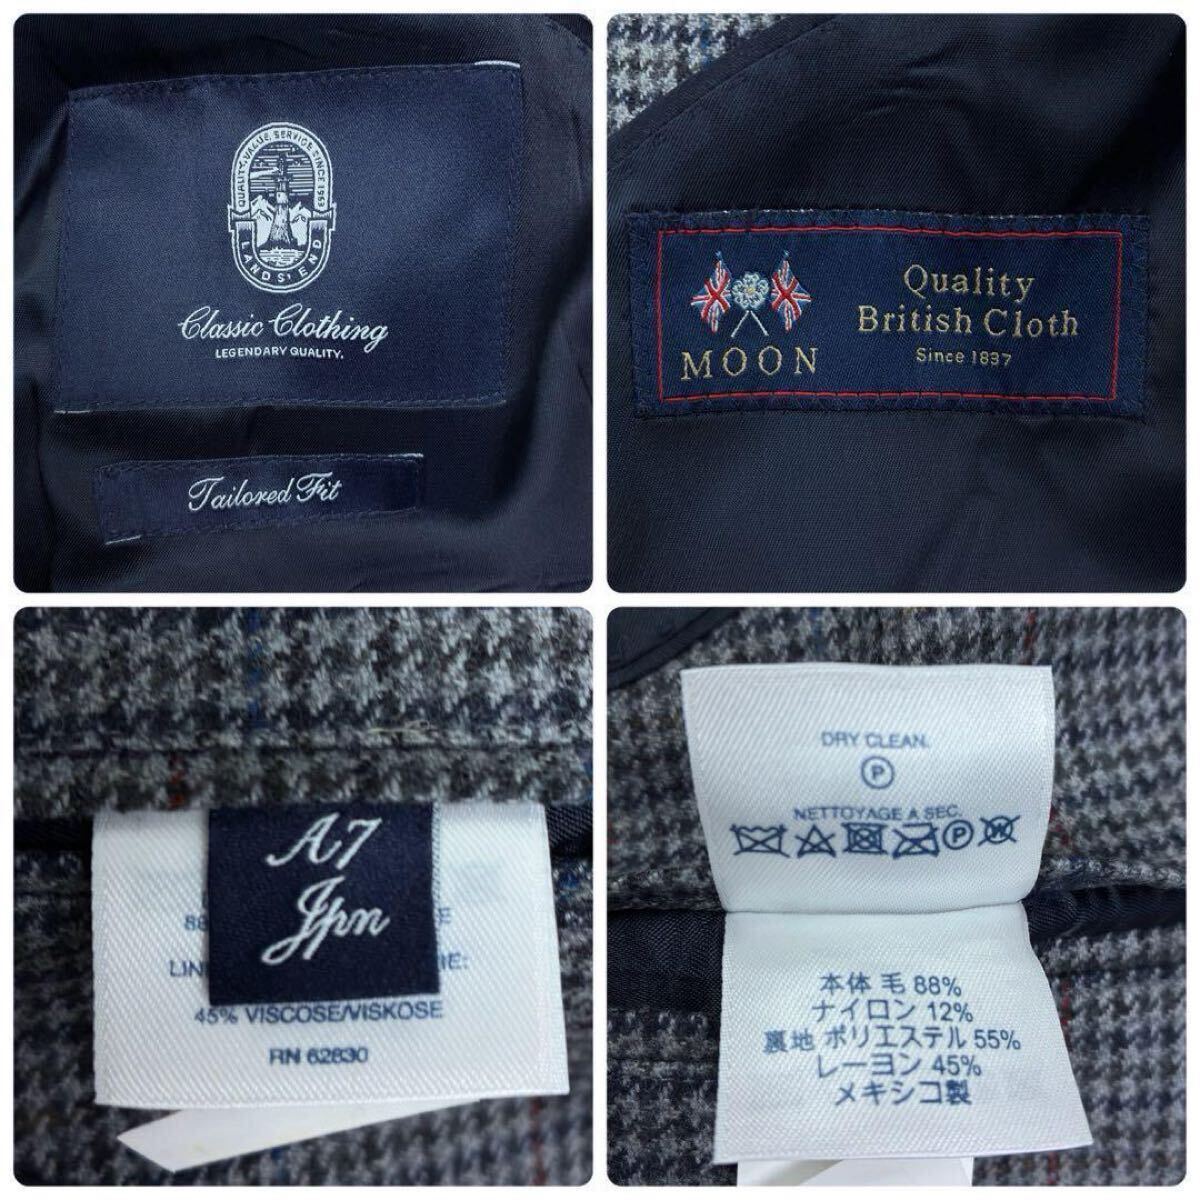 QUALITY. VALUE. SERVICE SINCE 1963
LANDS' END
Classic Clothing
LEGENDARY QUALITY.
Tailored Fit
MOON
Quality
British Cloth
Since 1837
A7
Jpn
LIN
IE:
45% VISCOSE/VISKOSE
RN 62830
DRY CLEAN.
P
NETTOYAGE A SEC
P W
本体 毛 88%
ナイロン 12%
裏地 ポリエステル 55%
レーヨン 45%
メキシコ製